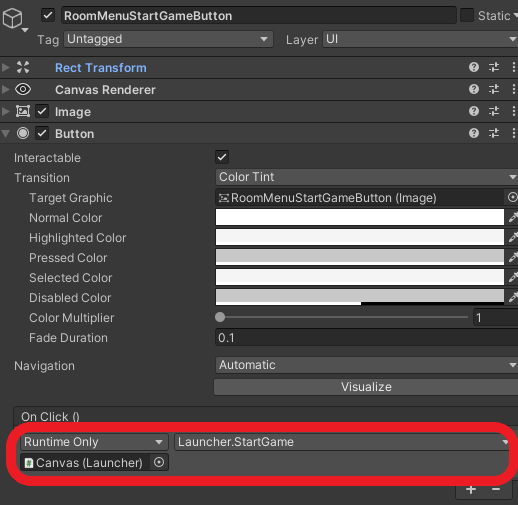 RoomMenuStartGameButton Static
Tag Untagged Layer UI
Rect Transform
Canvas Renderer
Image
Button
Interactable
Transition Color Tint
Target Graphic RoomMenuStartGameButton (Image)
Normal Color
Highlighted Color
Pressed Color
Selected Color
Disabled Color
Color Multiplier 1
Fade Duration 0.1
Navigation Automatic
Visualize
On Click ()
Runtime Only Launcher.StartGame
Canvas (Launcher)